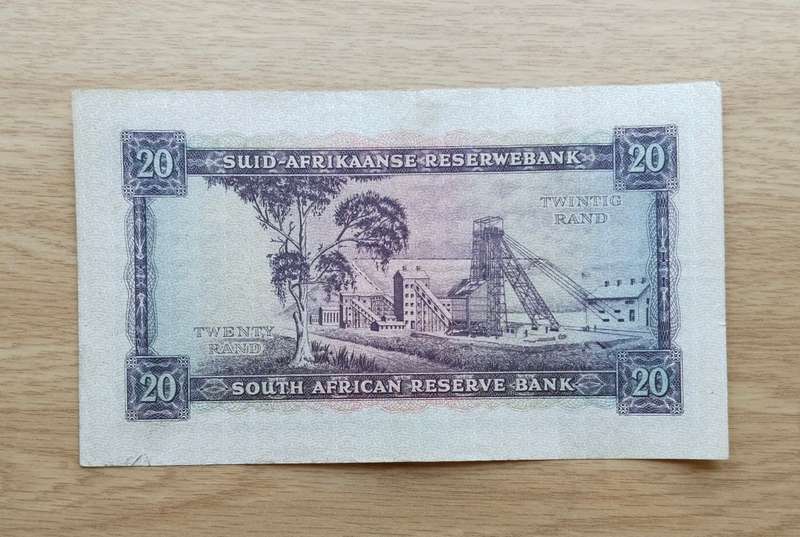 20 SUID-AFRIKAANSE RESERWEBANK 20
TWINTIG
RAND
TWENTY
RAND
20 SOUTH AFRICAN RESERVE BANK 20